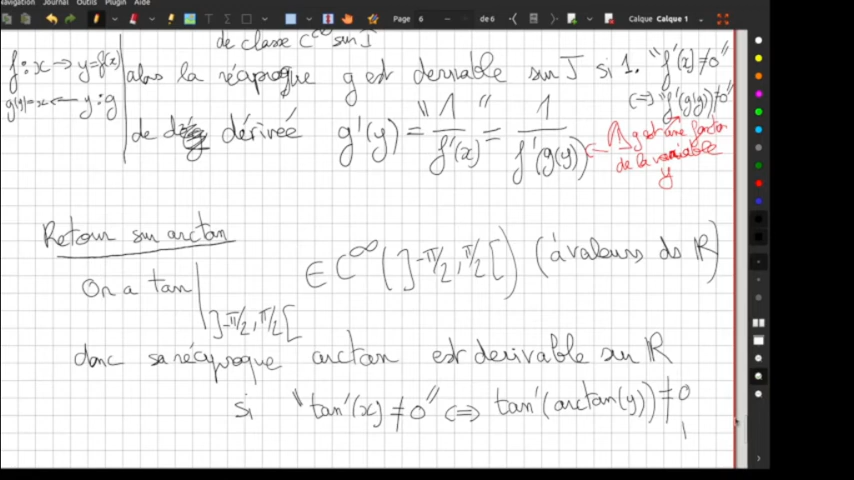 Navigation Journal Outils Plugin Aide
Page 6 de 6 Calque Calque 1
de classe C^∞ sur J
f : x → y = f(x)
g(y) = x ← y : g
alors la réciproque g est dérivable sur J si 1. "f'(x) ≠ 0"
(⇔ "f'(g(y)) ≠ 0"
de dérivée g'(y) = "1/f'(x)" = 1/f'(g(y))
⚠ g est une fonction
de la variable
y
Retour sur arctan
On a tan|]-π/2, π/2[ ∈ C^∞(]-π/2, π/2[) (à valeurs ds ℝ)
donc sa réciproque arctan est derivable sur ℝ
si "tan'(x) ≠ 0" ⇔ tan'(arctan(y)) ≠ 0